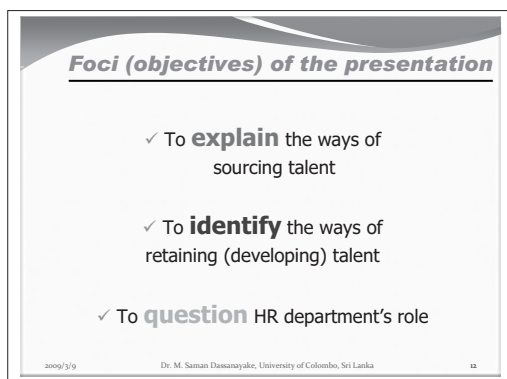 Foci (objectives) of the presentation
✓ To explain the ways of
sourcing talent
✓ To identify the ways of
retaining (developing) talent
✓ To question HR department's role
2009/3/9 Dr. M. Saman Dassanayake, University of Colombo, Sri Lanka 12